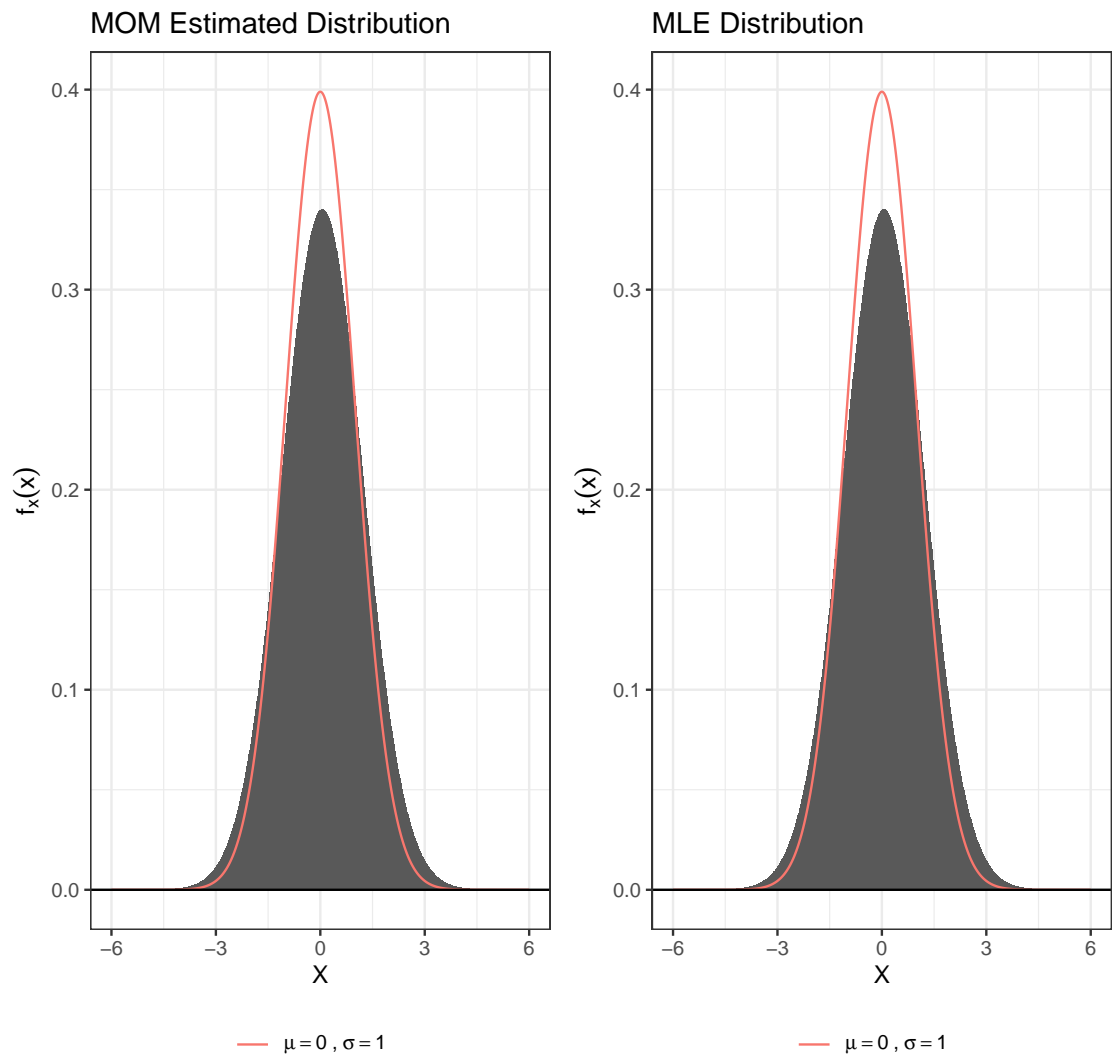 MOM Estimated Distribution
0.4
0.3
0.2
0.1
0.0
fₓ(x)
−6 −3 0 3 6
X
μ = 0 , σ = 1
MLE Distribution
0.4
0.3
0.2
0.1
0.0
fₓ(x)
−6 −3 0 3 6
X
μ = 0 , σ = 1